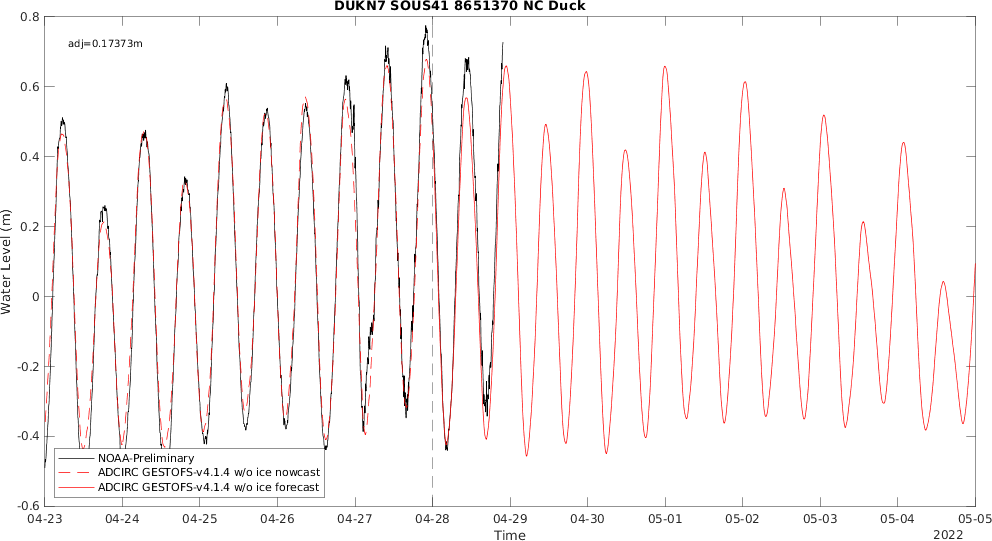 DUKN7 SOUS41 8651370 NC Duck
adj=0.17373m
Water Level (m)
0.8
0.6
0.4
0.2
0
-0.2
-0.4
-0.6
NOAA-Preliminary
ADCIRC GESTOFS-v4.1.4 w/o ice nowcast
ADCIRC GESTOFS-v4.1.4 w/o ice forecast
04-23 04-24 04-25 04-26 04-27 04-28 04-29 04-30 05-01 05-02 05-03 05-04 05-05
Time
2022